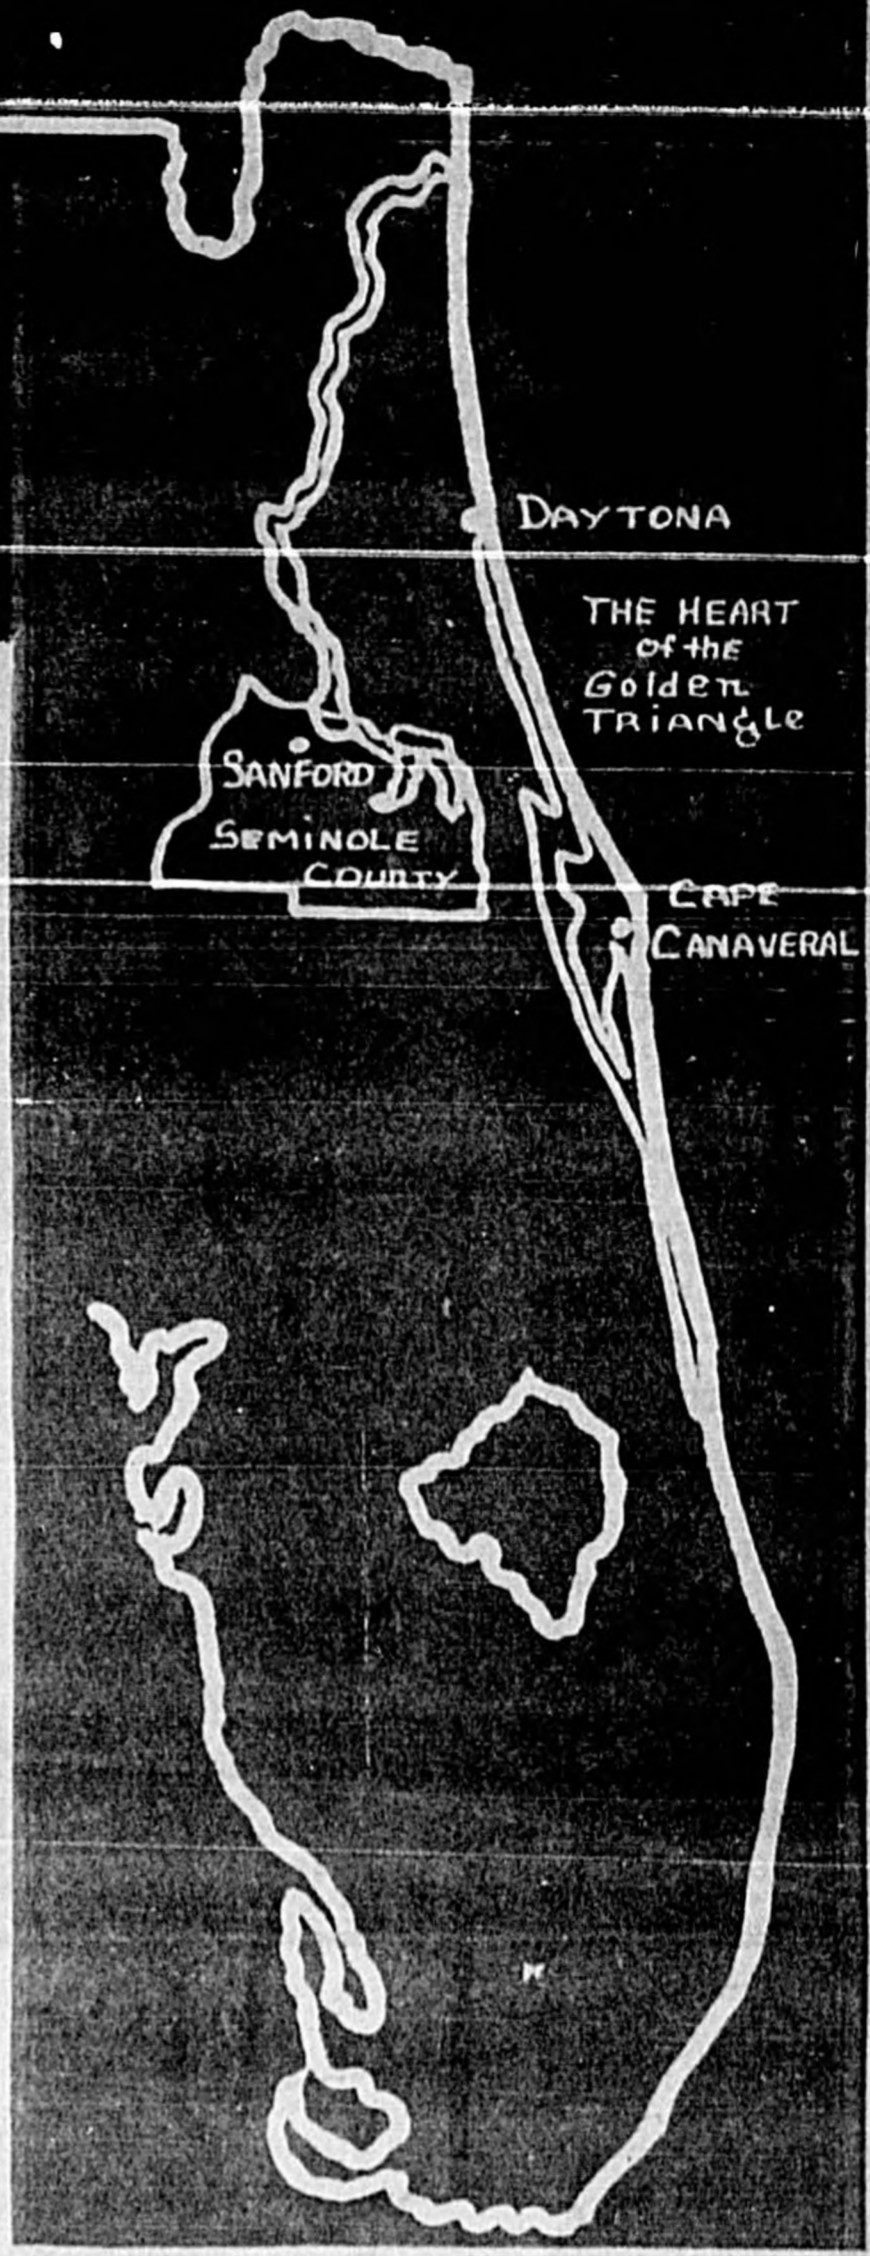 DAYTONA
THE HEART
of the
Golden
TRIANGLe
SANFORD
SEMINOLE
COUNTY
CAPE
CANAVERAL